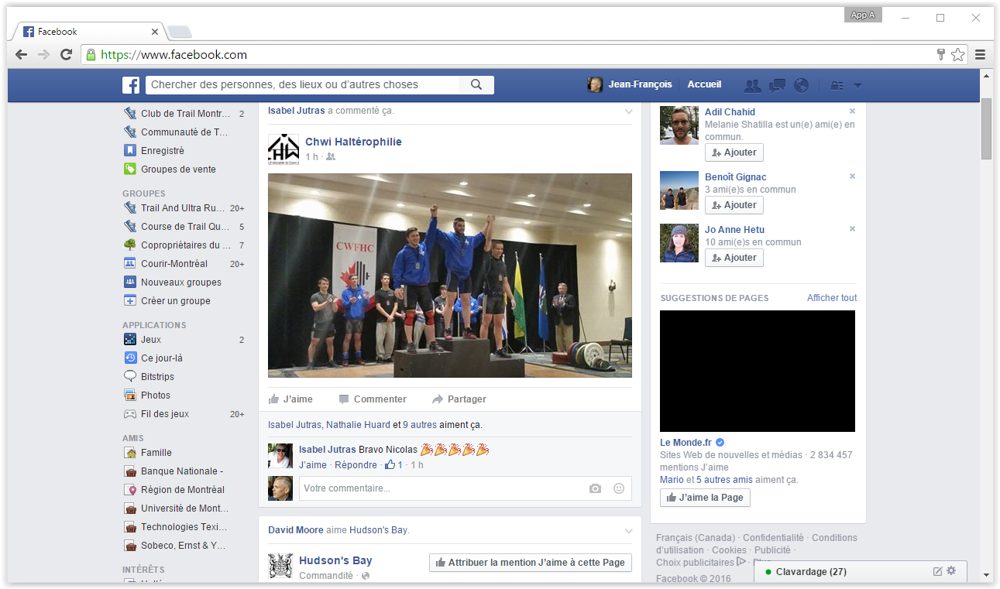 App A
Facebook
https://www.facebook.com
Chercher des personnes, des lieux ou d'autres choses
Jean-François
Accueil
Club de Trail Montr... 2
Communauté de T...
Enregistré
Groupes de vente
GROUPES
Trail And Ultra Ru... 20+
Course de Trail Qu... 5
Copropriétaires du ... 7
Courir-Montréal 20+
Nouveaux groupes
Créer un groupe
APPLICATIONS
Jeux 2
Ce jour-là
Bitstrips
Photos
Fil des jeux 20+
AMIS
Famille
Banque Nationale -
Région de Montréal
Université de Mont...
Technologies Texi...
Sobeco, Ernst & Y...
INTÉRÊTS
Isabel Jutras a commenté ça.
Chwi Haltérophilie
1 h ·
CWFHC
J'aime Commenter Partager
Isabel Jutras, Nathalie Huard et 9 autres aiment ça.
Isabel Jutras Bravo Nicolas 🎉🎉🎉🎉🎉
J'aime · Répondre · 1 · 1 h
Votre commentaire...
David Moore aime Hudson's Bay.
Hudson's Bay
Commandité ·
Attribuer la mention J'aime à cette Page
Adil Chahid
Melanie Shatilla est un(e) ami(e) en
commun.
Ajouter
Benoît Gignac
3 ami(e)s en commun
Ajouter
Jo Anne Hetu
10 ami(e)s en commun
Ajouter
SUGGESTIONS DE PAGES Afficher tout
Le Monde.fr
Sites Web de nouvelles et médias · 2 834 457
mentions J'aime
Mario et 5 autres amis aiment ça.
J'aime la Page
Français (Canada) · Confidentialité · Conditions
d'utilisation · Cookies · Publicité ·
Choix publicitaires ·
Facebook © 2016
Clavardage (27)